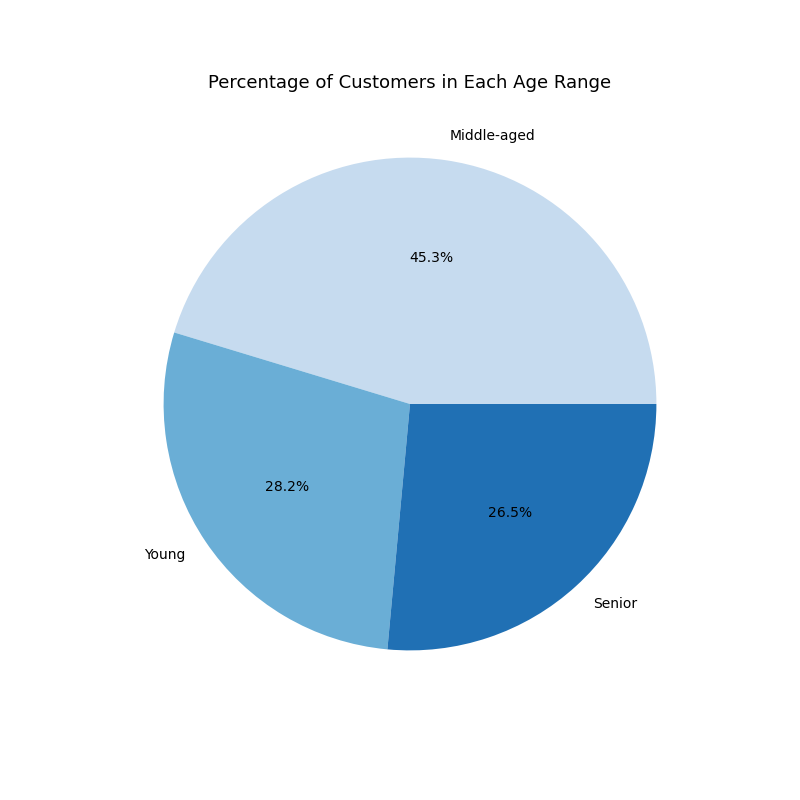 Percentage of Customers in Each Age Range
Middle-aged
45.3%
28.2%
26.5%
Young
Senior